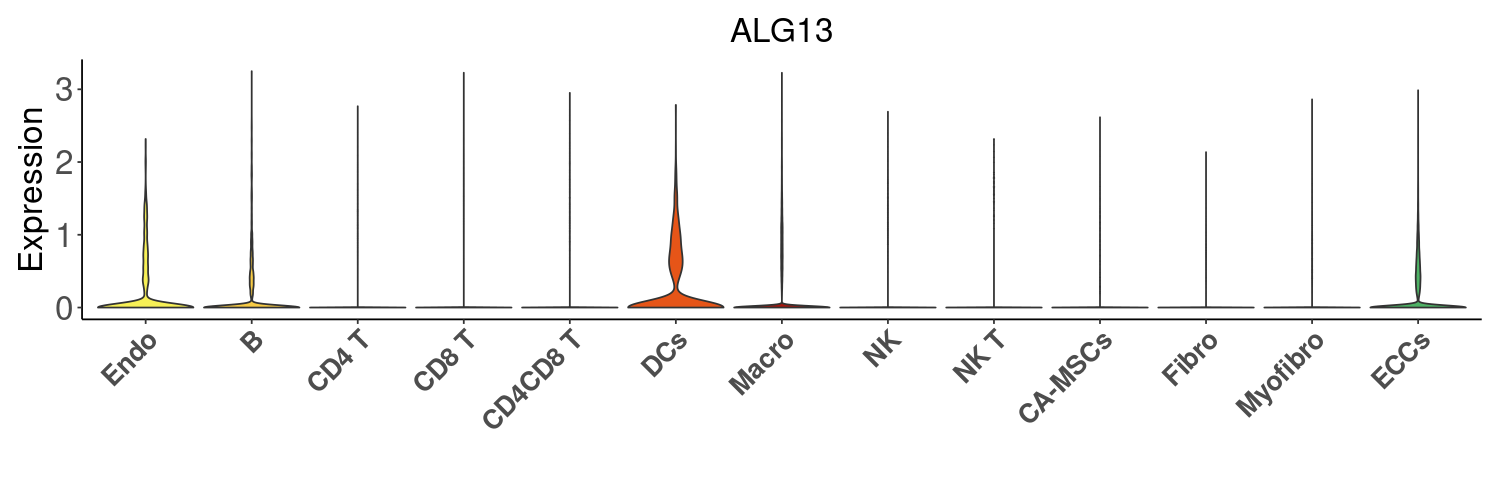 ALG13
Expression
3
2
1
0
Endo
B
CD4 T
CD8 T
CD4CD8 T
DCs
Macro
NK
NK T
CA-MSCs
Fibro
Myofibro
ECCs